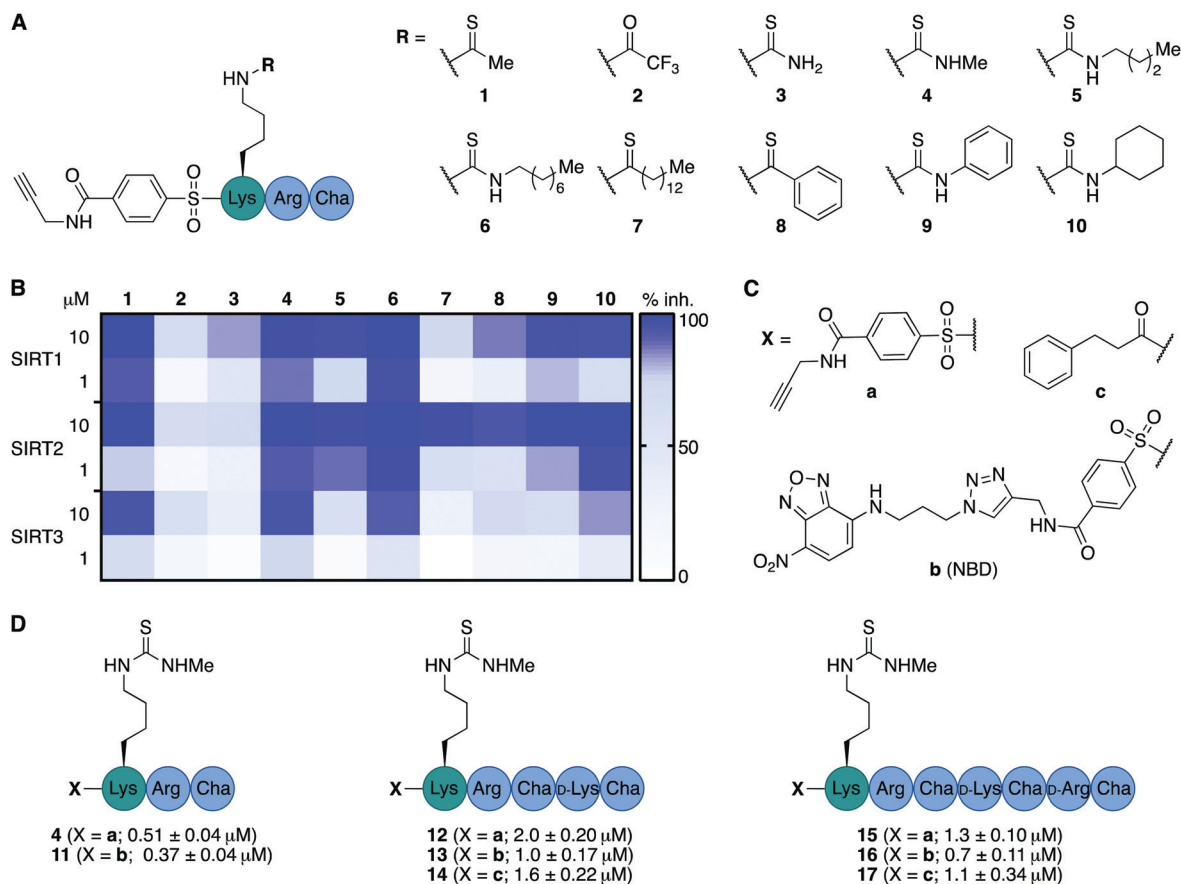 A
R =
HN
R
O
NH
O
S
O
Lys Arg Cha
S
Me
1
O
CF3
2
S
NH2
3
S
NHMe
4
S
N
H
( )2
Me
5
S
N
H
( )6
Me
6
S
Me
( )12
7
S
8
S
N
H
9
S
N
H
10
B
μM 1 2 3 4 5 6 7 8 9 10 % inh.
SIRT1 10
1
SIRT2 10
1
SIRT3 10
1
100
50
0
C
X =
O
HN
O
S
O
a
O
c
N O N
O2N
H
N
N=N
N
N
H
O
O
S
O
b (NBD)
D
S
HN NHMe
X Lys Arg Cha
4 (X = a; 0.51 ± 0.04 μM)
11 (X = b; 0.37 ± 0.04 μM)
S
HN NHMe
X Lys Arg Cha D-Lys Cha
12 (X = a; 2.0 ± 0.20 μM)
13 (X = b; 1.0 ± 0.17 μM)
14 (X = c; 1.6 ± 0.22 μM)
S
HN NHMe
X Lys Arg Cha D-Lys Cha D-Arg Cha
15 (X = a; 1.3 ± 0.10 μM)
16 (X = b; 0.7 ± 0.11 μM)
17 (X = c; 1.1 ± 0.34 μM)